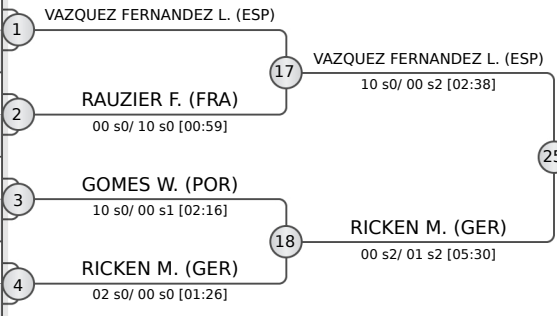 1
VAZQUEZ FERNANDEZ L. (ESP)
17
VAZQUEZ FERNANDEZ L. (ESP)
10 s0/ 00 s2 [02:38]
2
RAUZIER F. (FRA)
00 s0/ 10 s0 [00:59]
25
3
GOMES W. (POR)
10 s0/ 00 s1 [02:16]
18
RICKEN M. (GER)
00 s2/ 01 s2 [05:30]
4
RICKEN M. (GER)
02 s0/ 00 s0 [01:26]